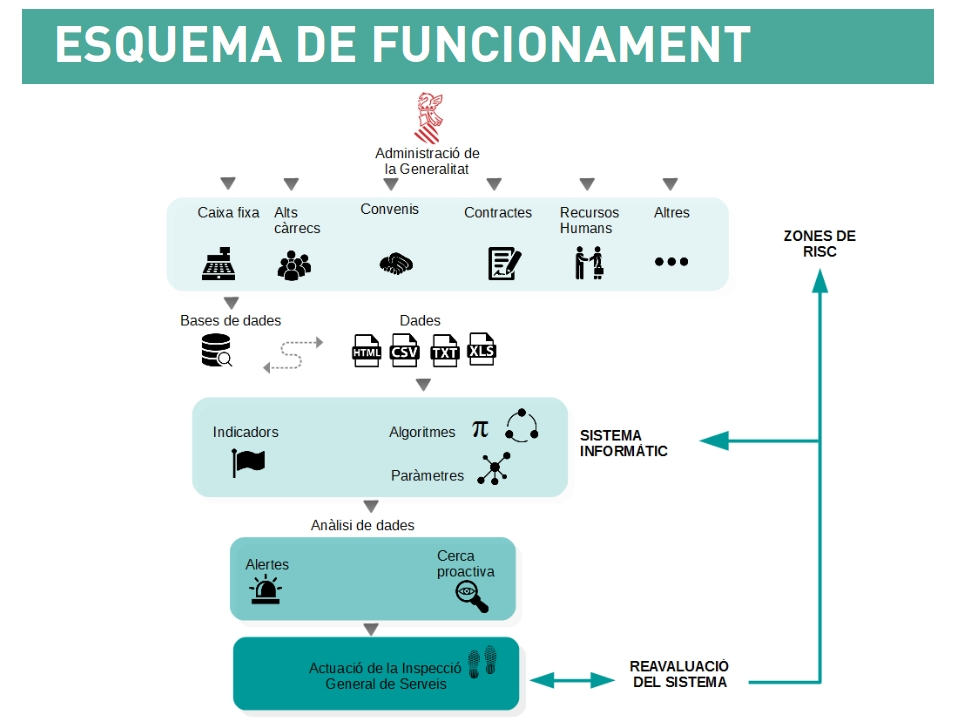 ESQUEMA DE FUNCIONAMENT
Administració de
la Generalitat
Caixa fixa
Alts
càrrecs
Convenis
Contractes
Recursos
Humans
Altres
ZONES DE
RISC
Bases de dades
Dades
HTML
CSV
TXT
XLS
Indicadors
Algoritmes
π
Paràmetres
SISTEMA
INFORMÀTIC
Anàlisi de dades
Alertes
Cerca
proactiva
Actuació de la Inspecció
General de Serveis
REAVALUACIÓ
DEL SISTEMA